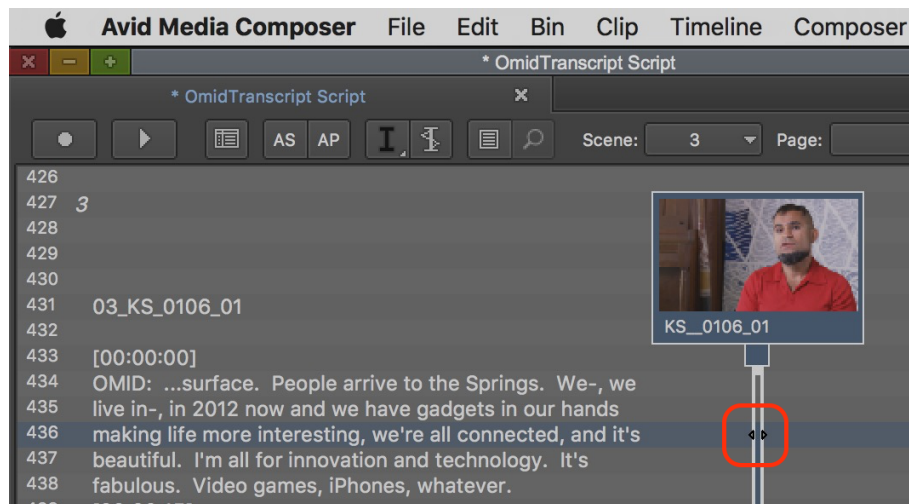 Avid Media Composer File Edit Bin Clip Timeline Composer
* OmidTranscript Script
* OmidTranscript Script
AS AP Scene: 3 Page:
426
427 3
428
429
430
431 03_KS_0106_01
432
KS__0106_01
433 [00:00:00]
434 OMID: ...surface. People arrive to the Springs. We-, we
435 live in-, in 2012 now and we have gadgets in our hands
436 making life more interesting, we're all connected, and it's
437 beautiful. I'm all for innovation and technology. It's
438 fabulous. Video games, iPhones, whatever.